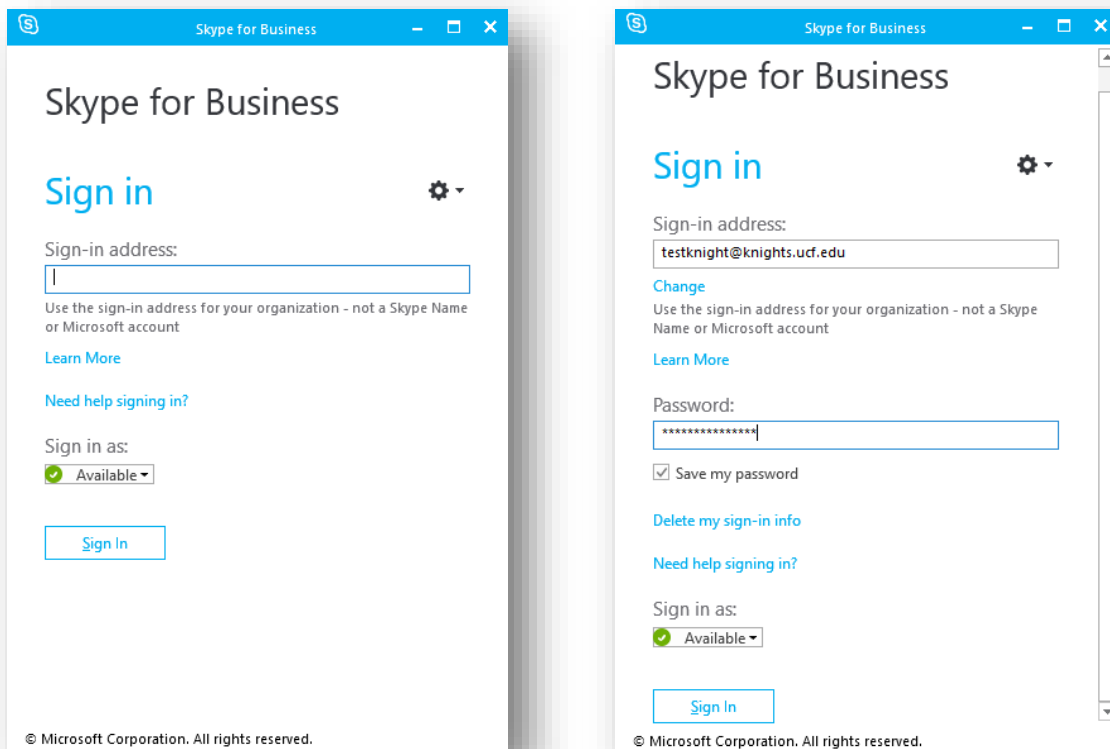 Skype for Business
Skype for Business
Sign in
Sign-in address:
Use the sign-in address for your organization - not a Skype Name
or Microsoft account
Learn More
Need help signing in?
Sign in as:
Available
Sign In
© Microsoft Corporation. All rights reserved.
Skype for Business
Skype for Business
Sign in
Sign-in address:
testknight@knights.ucf.edu
Change
Use the sign-in address for your organization - not a Skype
Name or Microsoft account
Learn More
Password:
***************
Save my password
Delete my sign-in info
Need help signing in?
Sign in as:
Available
Sign In
© Microsoft Corporation. All rights reserved.